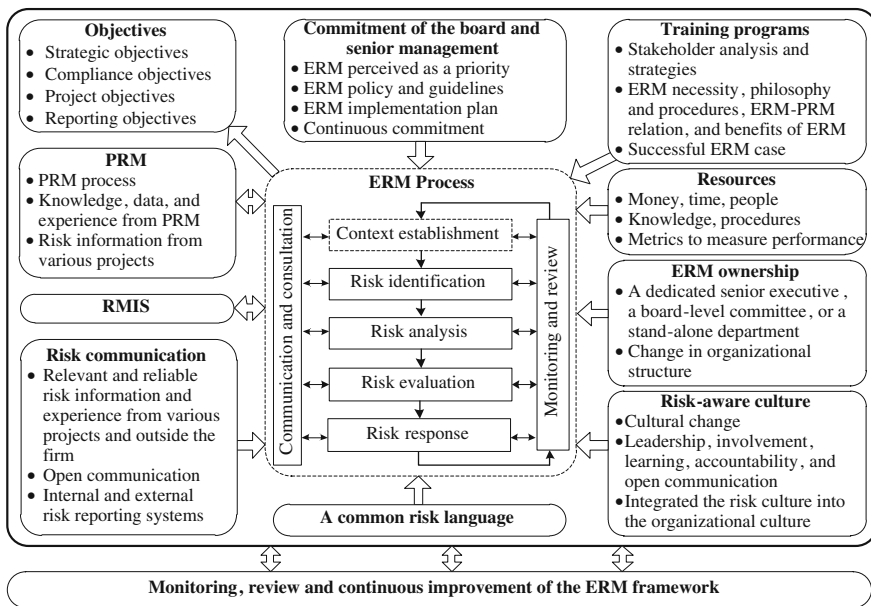 Objectives
• Strategic objectives
• Compliance objectives
• Project objectives
• Reporting objectives
Commitment of the board and
senior management
• ERM perceived as a priority
• ERM policy and guidelines
• ERM implementation plan
• Continuous commitment
Training programs
• Stakeholder analysis and
strategies
• ERM necessity, philosophy
and procedures, ERM-PRM
relation, and benefits of ERM
• Successful ERM case
PRM
• PRM process
• Knowledge, data, and
experience from PRM
• Risk information from
various projects
RMIS
Risk communication
• Relevant and reliable
risk information and
experience from various
projects and outside the
firm
• Open communication
• Internal and external
risk reporting systems
ERM Process
Communication and consultation
Context establishment
Risk identification
Risk analysis
Risk evaluation
Risk response
Monitoring and review
A common risk language
Resources
• Money, time, people
• Knowledge, procedures
• Metrics to measure performance
ERM ownership
• A dedicated senior executive,
a board-level committee, or a
stand-alone department
• Change in organizational
structure
Risk-aware culture
• Cultural change
• Leadership, involvement,
learning, accountability, and
open communication
• Integrated the risk culture into
the organizational culture
Monitoring, review and continuous improvement of the ERM framework